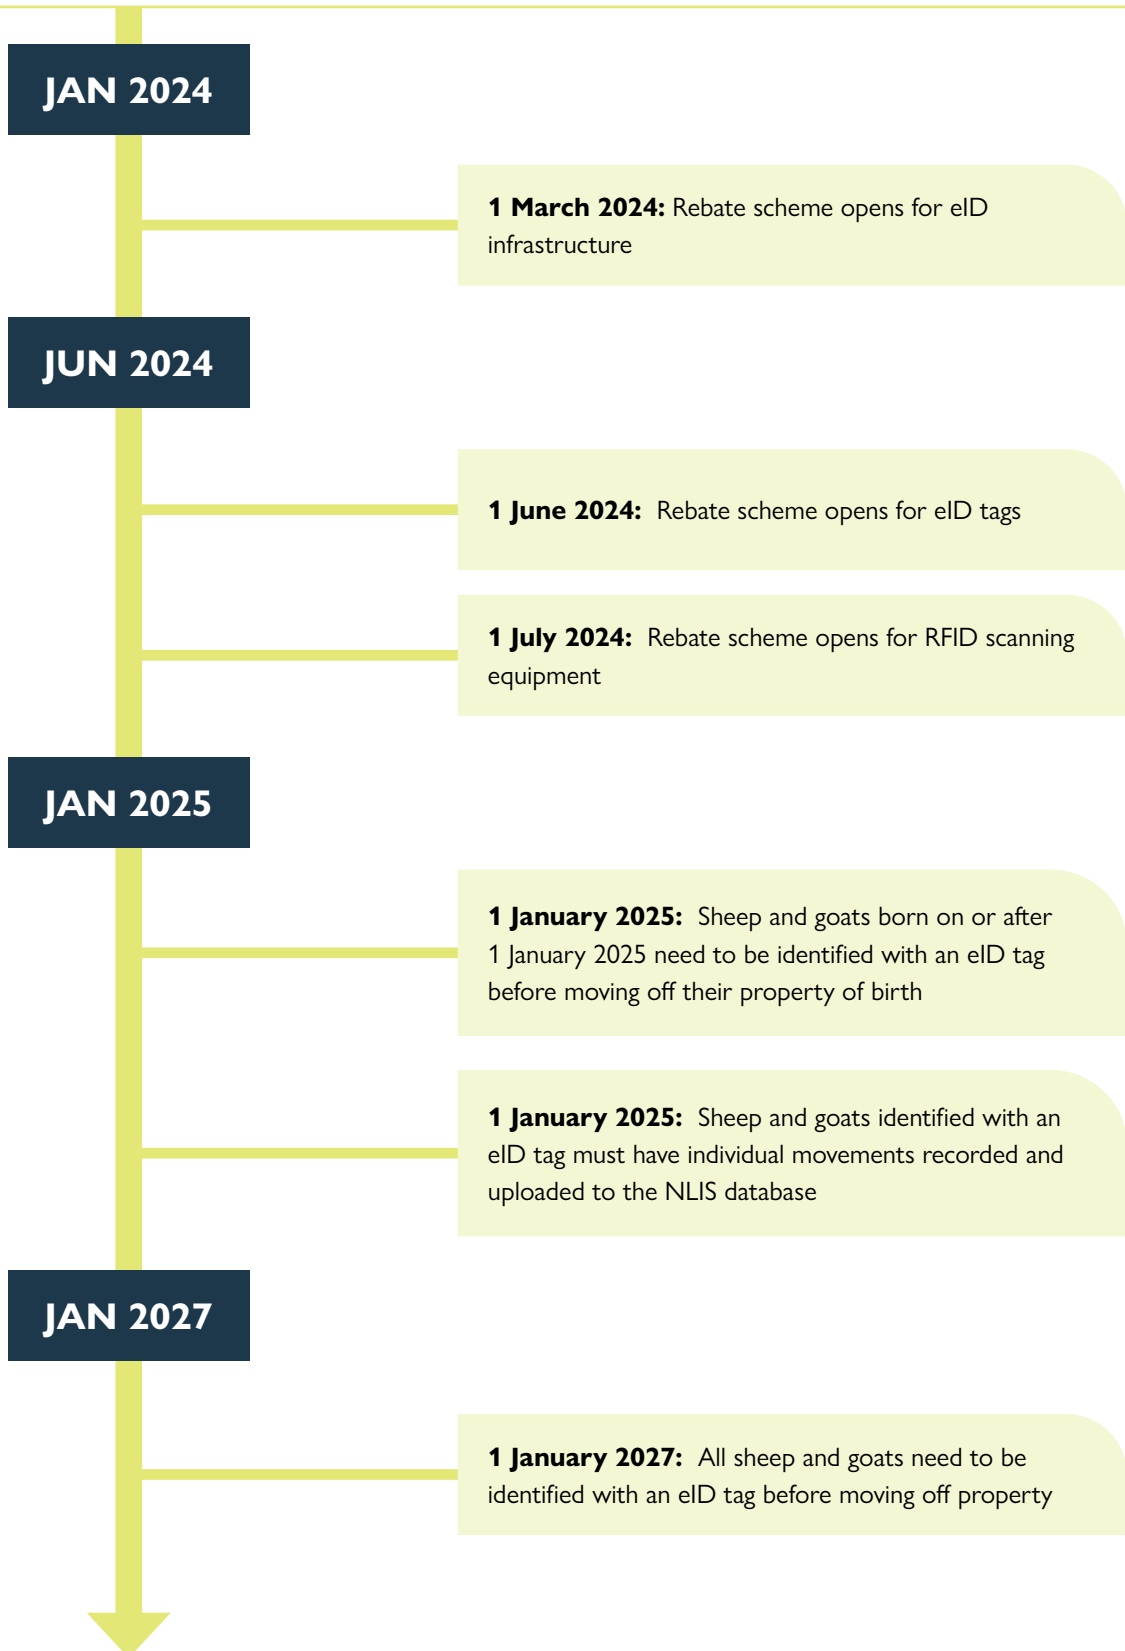 JAN 2024
1 March 2024: Rebate scheme opens for eID
infrastructure
JUN 2024
1 June 2024: Rebate scheme opens for eID tags
1 July 2024: Rebate scheme opens for RFID scanning
equipment
JAN 2025
1 January 2025: Sheep and goats born on or after
1 January 2025 need to be identified with an eID tag
before moving off their property of birth
1 January 2025: Sheep and goats identified with an
eID tag must have individual movements recorded and
uploaded to the NLIS database
JAN 2027
1 January 2027: All sheep and goats need to be
identified with an eID tag before moving off property